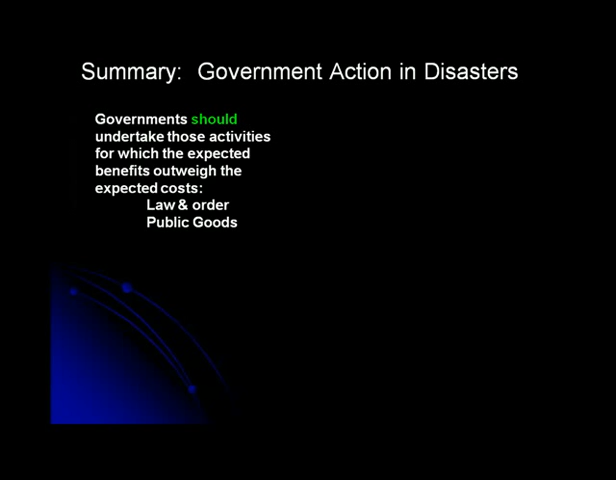 Summary: Government Action in Disasters
Governments should
undertake those activities
for which the expected
benefits outweigh the
expected costs:
Law & order
Public Goods